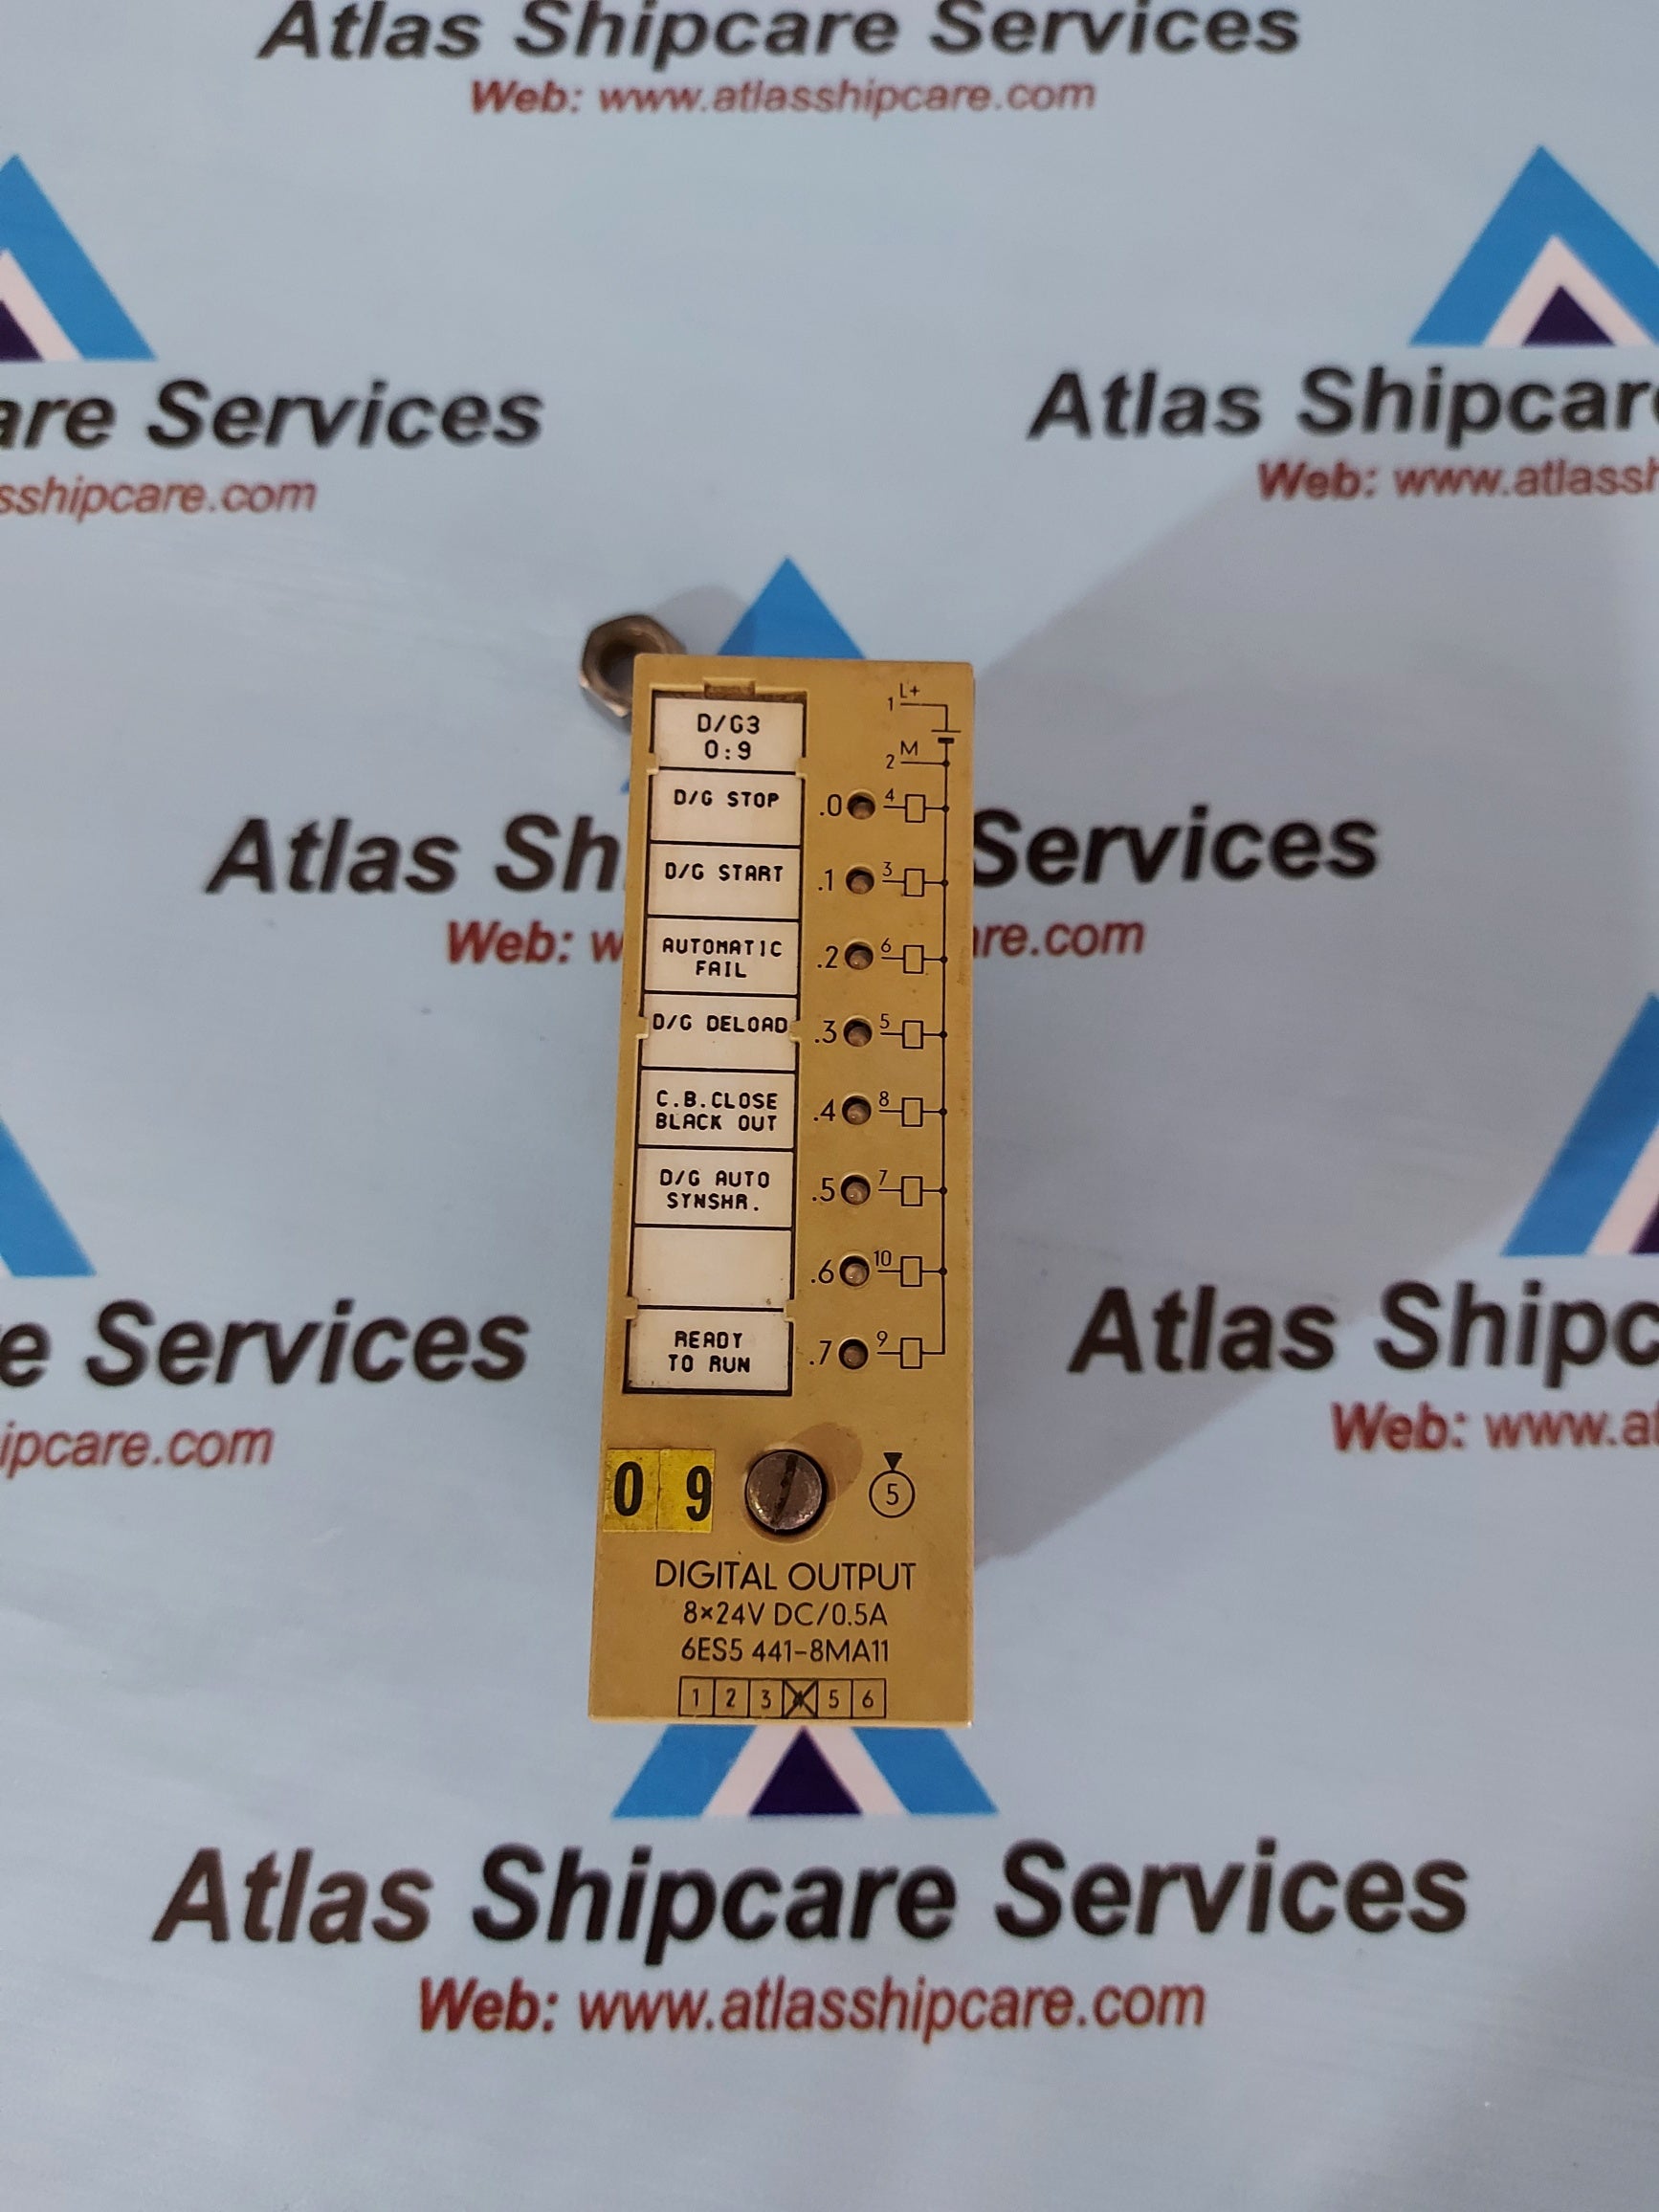 Atlas Shipcare Services
Web: www.atlasshipcare.com
are Services
sshipcare.com
Atlas Shipcar
Web: www.atlassh
D/G3
0:9
D/G STOP
D/G START
AUTOMATIC
FAIL
D/G DELOAD
C.B.CLOSE
BLACK OUT
D/G AUTO
SYNSHR.
READY
TO RUN
1 L+
2 M
.0 4
.1 3
.2 6
.3 5
.4 8
.5 7
.6 10
.7 9
Atlas Sh Services
Web: w re.com
0 9
5
DIGITAL OUTPUT
8×24V DC/0.5A
6ES5 441-8MA11
1 2 3 4 5 6
e Services
ipcare.com
Atlas Shipc
Web: www.at
Atlas Shipcare Services
Web: www.atlasshipcare.com